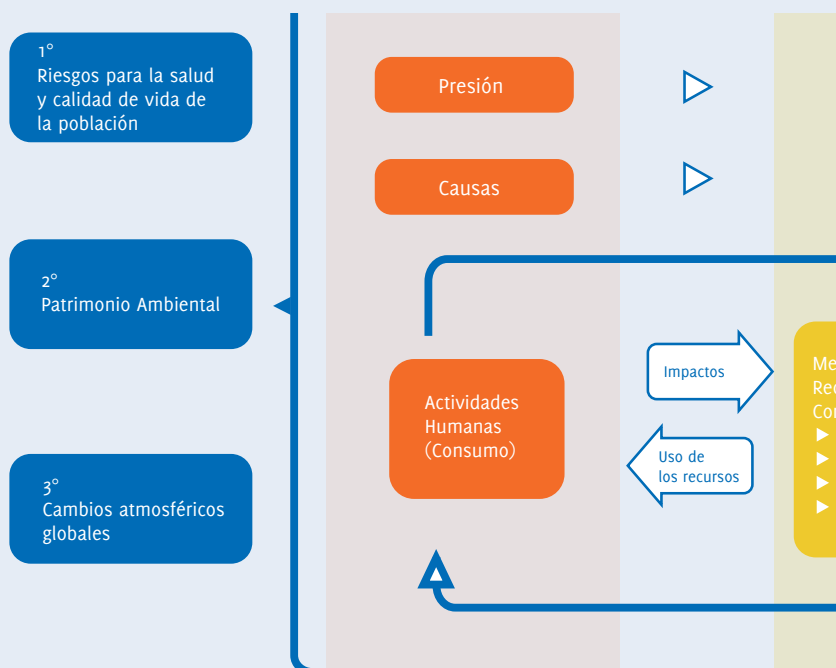 1°
Riesgos para la salud
y calidad de vida de
la población
2°
Patrimonio Ambiental
3°
Cambios atmosféricos
globales
Presión
Causas
Actividades
Humanas
(Consumo)
Impactos
Uso de
los recursos